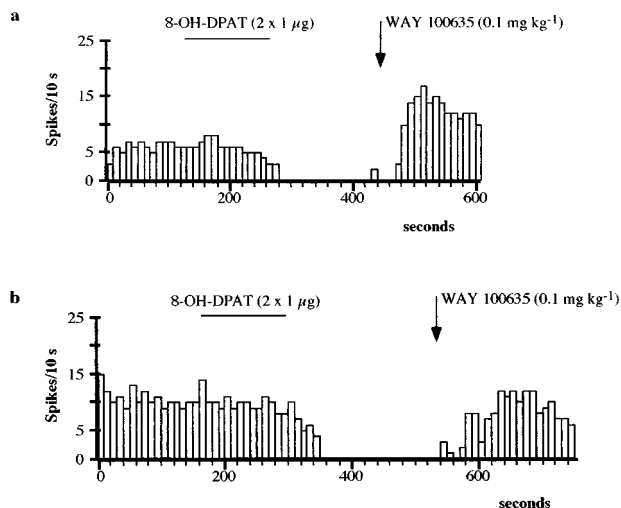 a
8-OH-DPAT (2 x 1 µg)
WAY 100635 (0.1 mg kg-1)
25
15
5
0
Spikes/10 s
0 200 400 600
seconds
b
8-OH-DPAT (2 x 1 µg)
WAY 100635 (0.1 mg kg-1)
25
15
5
0
Spikes/10 s
0 200 400 600
seconds